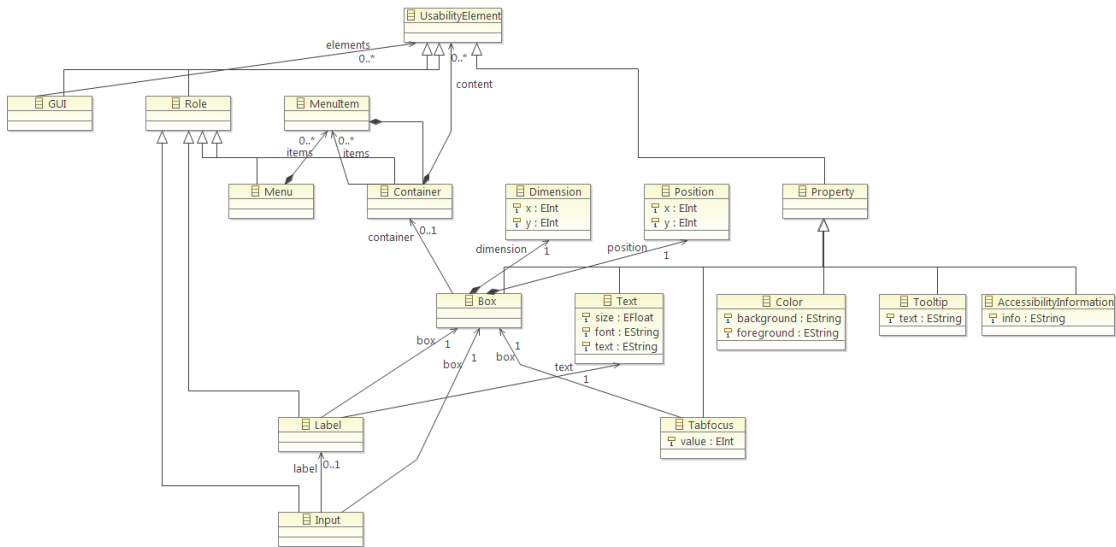 UsabilityElement
elements
0..*
0..*
content
GUI
Role
MenuItem
0..*
0..*
items
items
Menu
Container
Dimension
x : EInt
y : EInt
Position
x : EInt
y : EInt
Property
0..1
container
dimension
1
position
1
Box
Text
size : EFloat
font : EString
text : EString
Color
background : EString
foreground : EString
Tooltip
text : EString
AccessibilityInformation
info : EString
box
1
box
1
box
1
text
1
Label
Tabfocus
value : EInt
label
0..1
Input